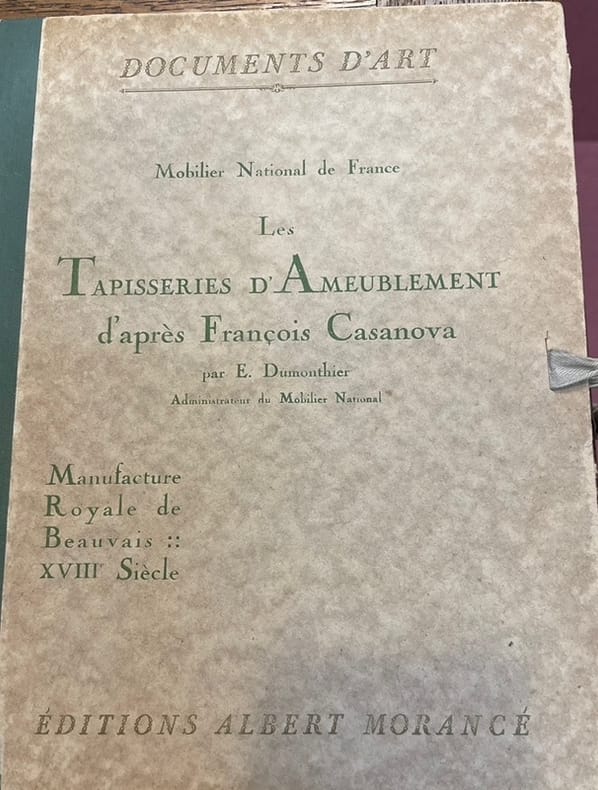 DOCUMENTS D'ART
Mobilier National de France
Les
TAPISSERIES D'AMEUBLEMENT
d'après François Casanova
par E. Dumonthier
Administrateur du Mobilier National
Manufacture
Royale de
Beauvais ::
XVIIIᵉ Siècle
ÉDITIONS ALBERT MORANCÉ